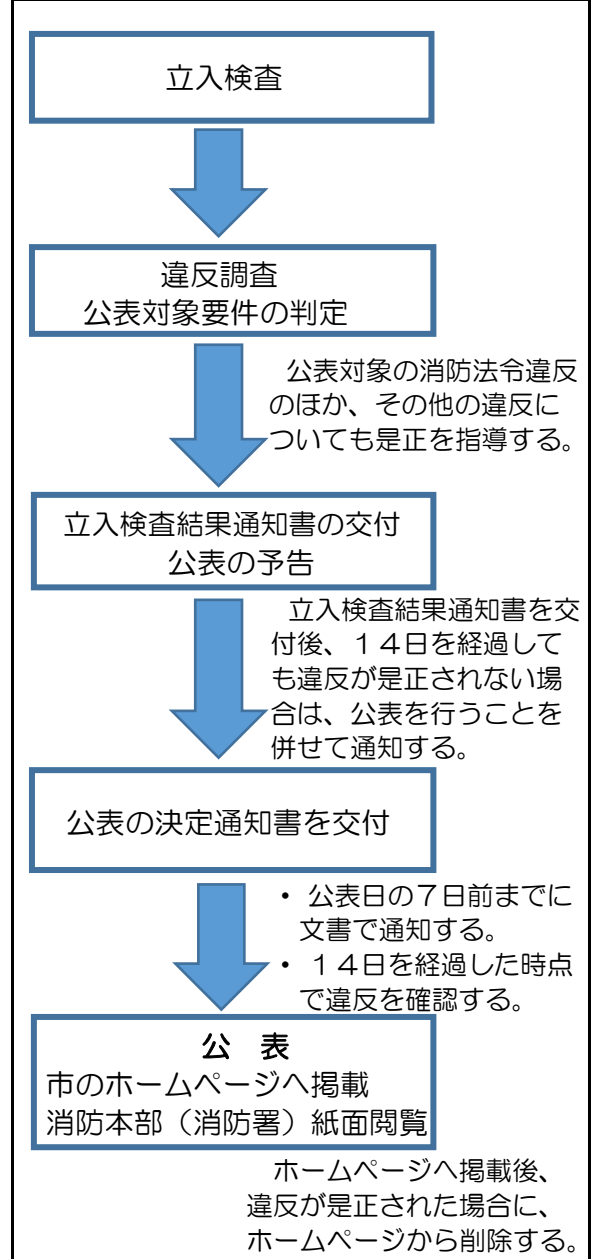 立入検査
違反調査
公表対象要件の判定
公表対象の消防法令違反
のほか、その他の違反に
ついても是正を指導する。
立入検査結果通知書の交付
公表の予告
立入検査結果通知書を交
付後、１４日を経過して
も違反が是正されない場
合は、公表を行うことを
併せて通知する。
公表の決定通知書を交付
・ 公表日の７日前までに
文書で通知する。
・ １４日を経過した時点
で違反を確認する。
公　表
市のホームページへ掲載
消防本部（消防署）紙面閲覧
ホームページへ掲載後、
違反が是正された場合に、
ホームページから削除する。